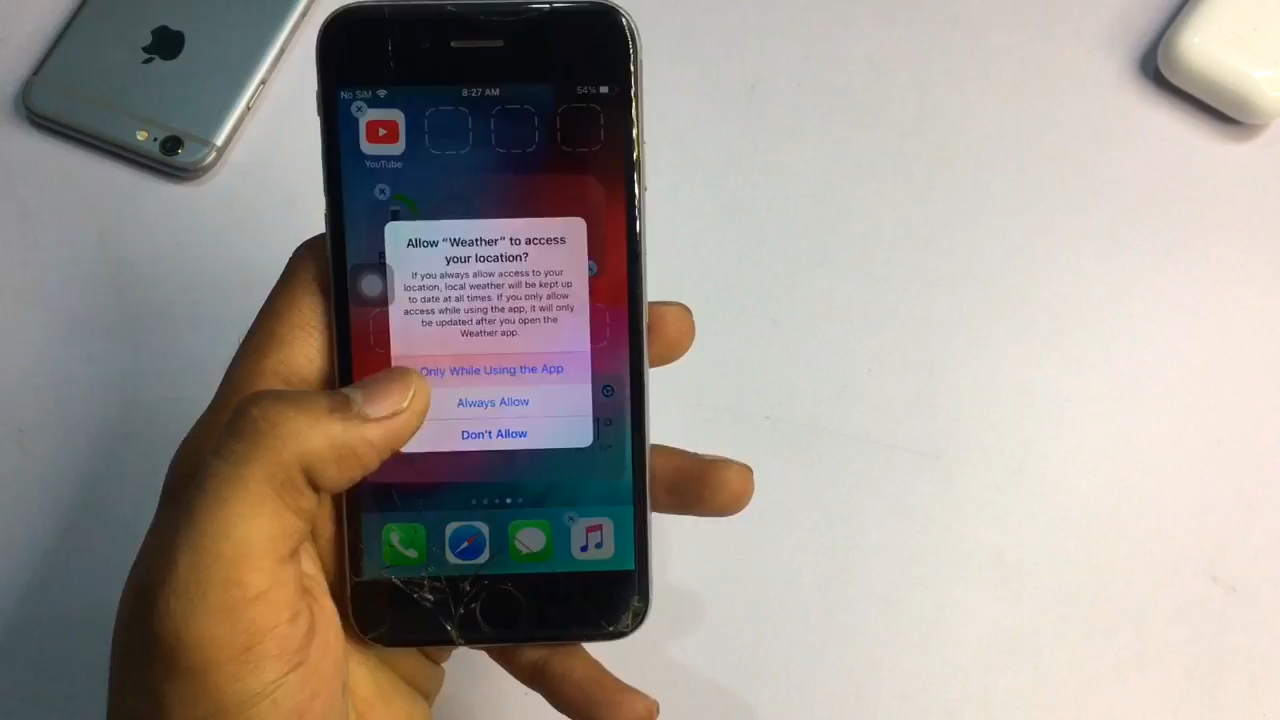 No SIM 8:27 AM 54%
YouTube
Allow “Weather” to access
your location?
If you always allow access to your
location, local weather will be kept up
to date at all times. If you only allow
access while using the app, it will only
be updated after you open the
Weather app.
Only While Using the App
Always Allow
Don't Allow